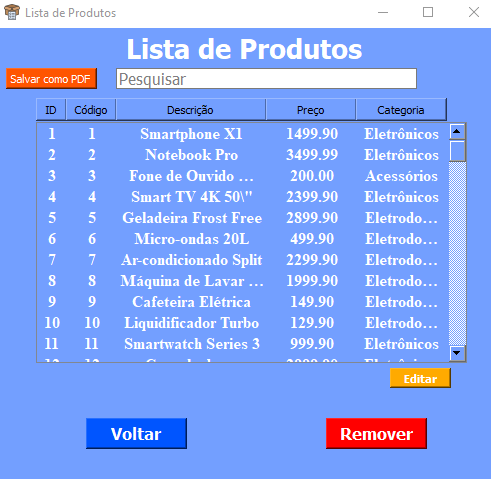 Lista de Produtos
Lista de Produtos
Salvar como PDF Pesquisar
ID Código Descrição Preço Categoria
1 1 Smartphone X1 1499.90 Eletrônicos
2 2 Notebook Pro 3499.99 Eletrônicos
3 3 Fone de Ouvido ... 200.00 Acessórios
4 4 Smart TV 4K 50\" 2399.90 Eletrônicos
5 5 Geladeira Frost Free 2899.90 Eletrodo...
6 6 Micro-ondas 20L 499.90 Eletrodo...
7 7 Ar-condicionado Split 2299.90 Eletrodo...
8 8 Máquina de Lavar ... 1999.90 Eletrodo...
9 9 Cafeteira Elétrica 149.90 Eletrodo...
10 10 Liquidificador Turbo 129.90 Eletrodo...
11 11 Smartwatch Series 3 999.90 Eletrônicos
Editar
Voltar Remover